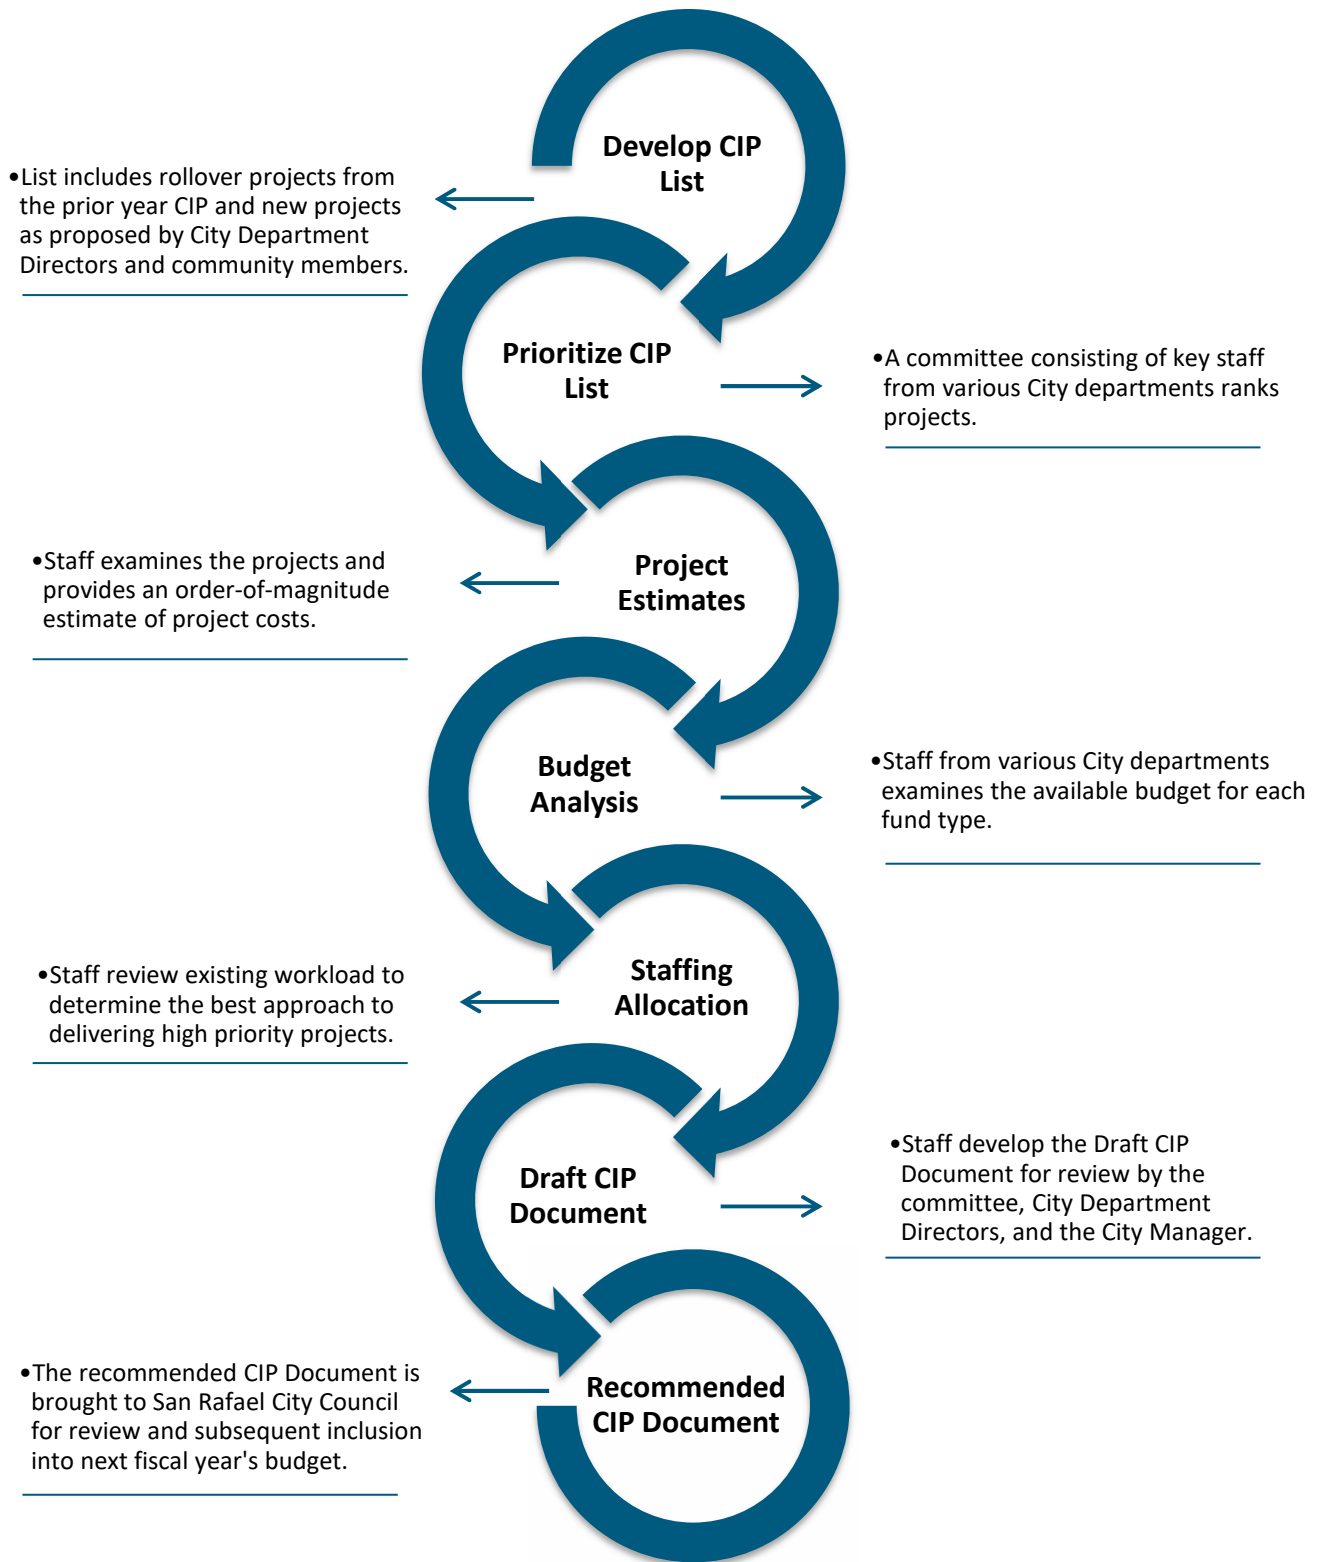 Develop CIP
List
•List includes rollover projects from
the prior year CIP and new projects
as proposed by City Department
Directors and community members.
Prioritize CIP
List
•A committee consisting of key staff
from various City departments ranks
projects.
Project
Estimates
•Staff examines the projects and
provides an order-of-magnitude
estimate of project costs.
Budget
Analysis
•Staff from various City departments
examines the available budget for each
fund type.
Staffing
Allocation
•Staff review existing workload to
determine the best approach to
delivering high priority projects.
Draft CIP
Document
•Staff develop the Draft CIP
Document for review by the
committee, City Department
Directors, and the City Manager.
Recommended
CIP Document
•The recommended CIP Document is
brought to San Rafael City Council
for review and subsequent inclusion
into next fiscal year's budget.